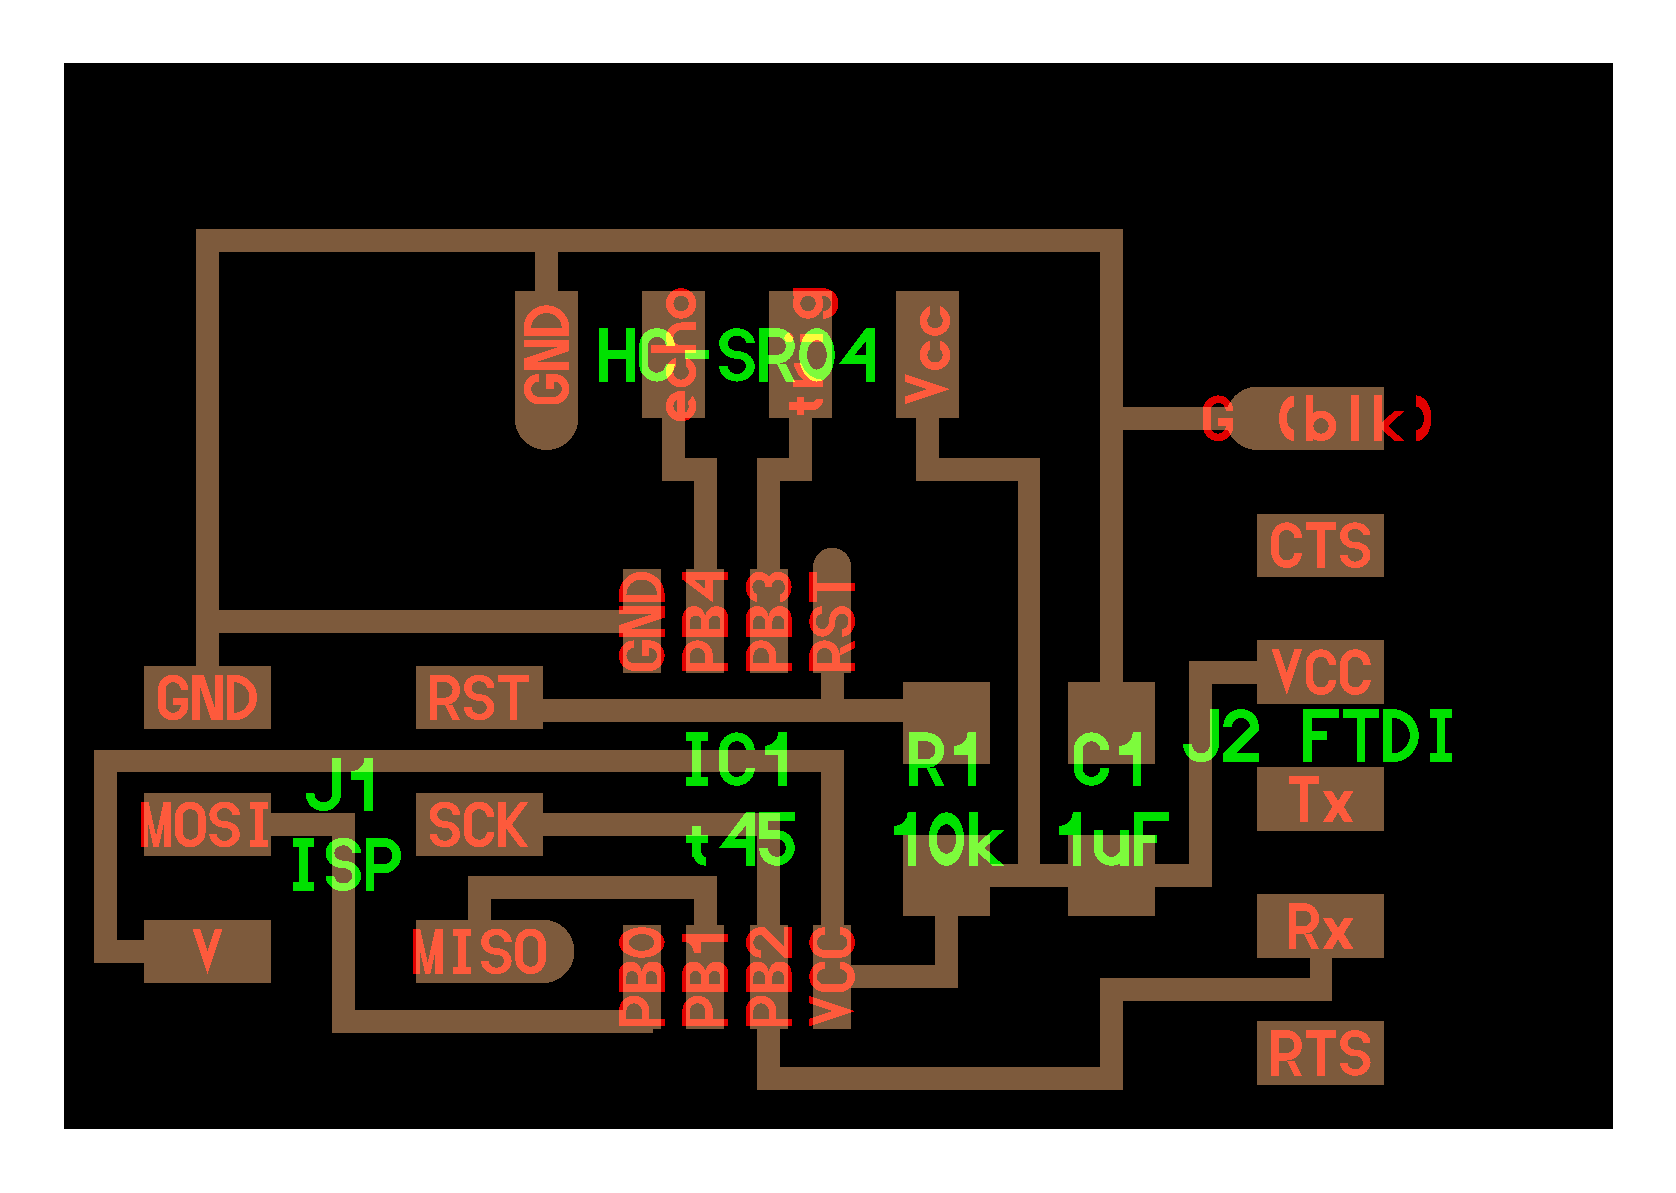 GND
echo
trig
Vcc
HC-SR04
G (blk)
CTS
GND
PB4
PB3
RST
GND
RST
VCC
J2 FTDI
IC1
t45
R1
10k
C1
1uF
J1
ISP
MOSI
SCK
Tx
V
MISO
PB0
PB1
PB2
VCC
Rx
RTS